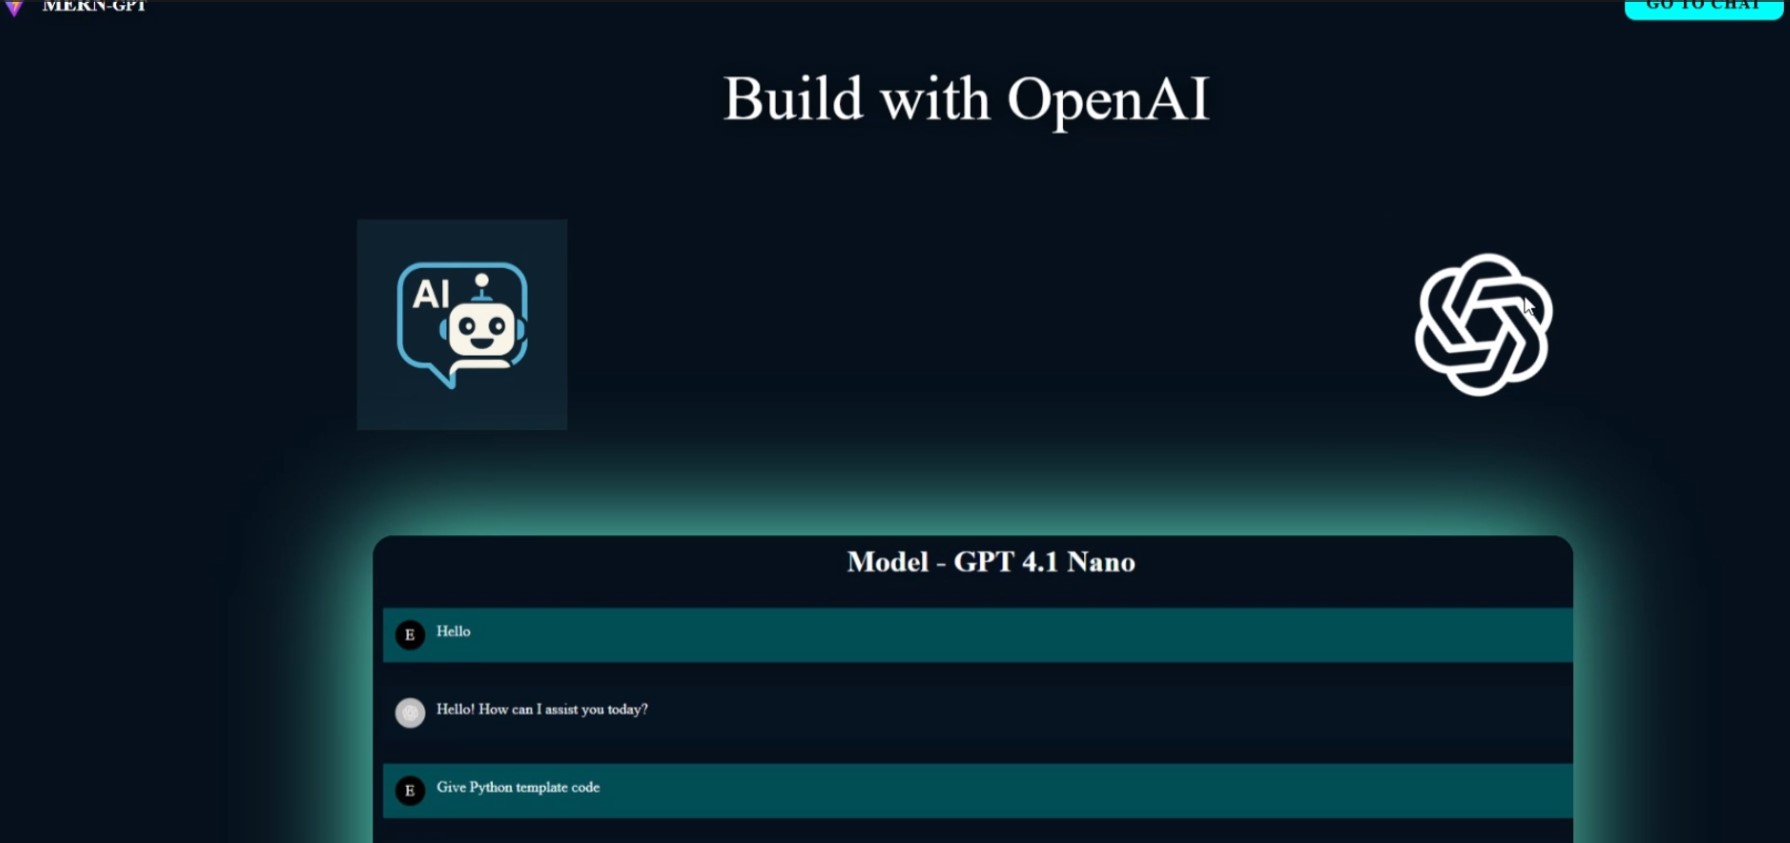 MERN-GPT
GO TO CHAT
Build with OpenAI
AI
Model - GPT 4.1 Nano
E
Hello
Hello! How can I assist you today?
E
Give Python template code